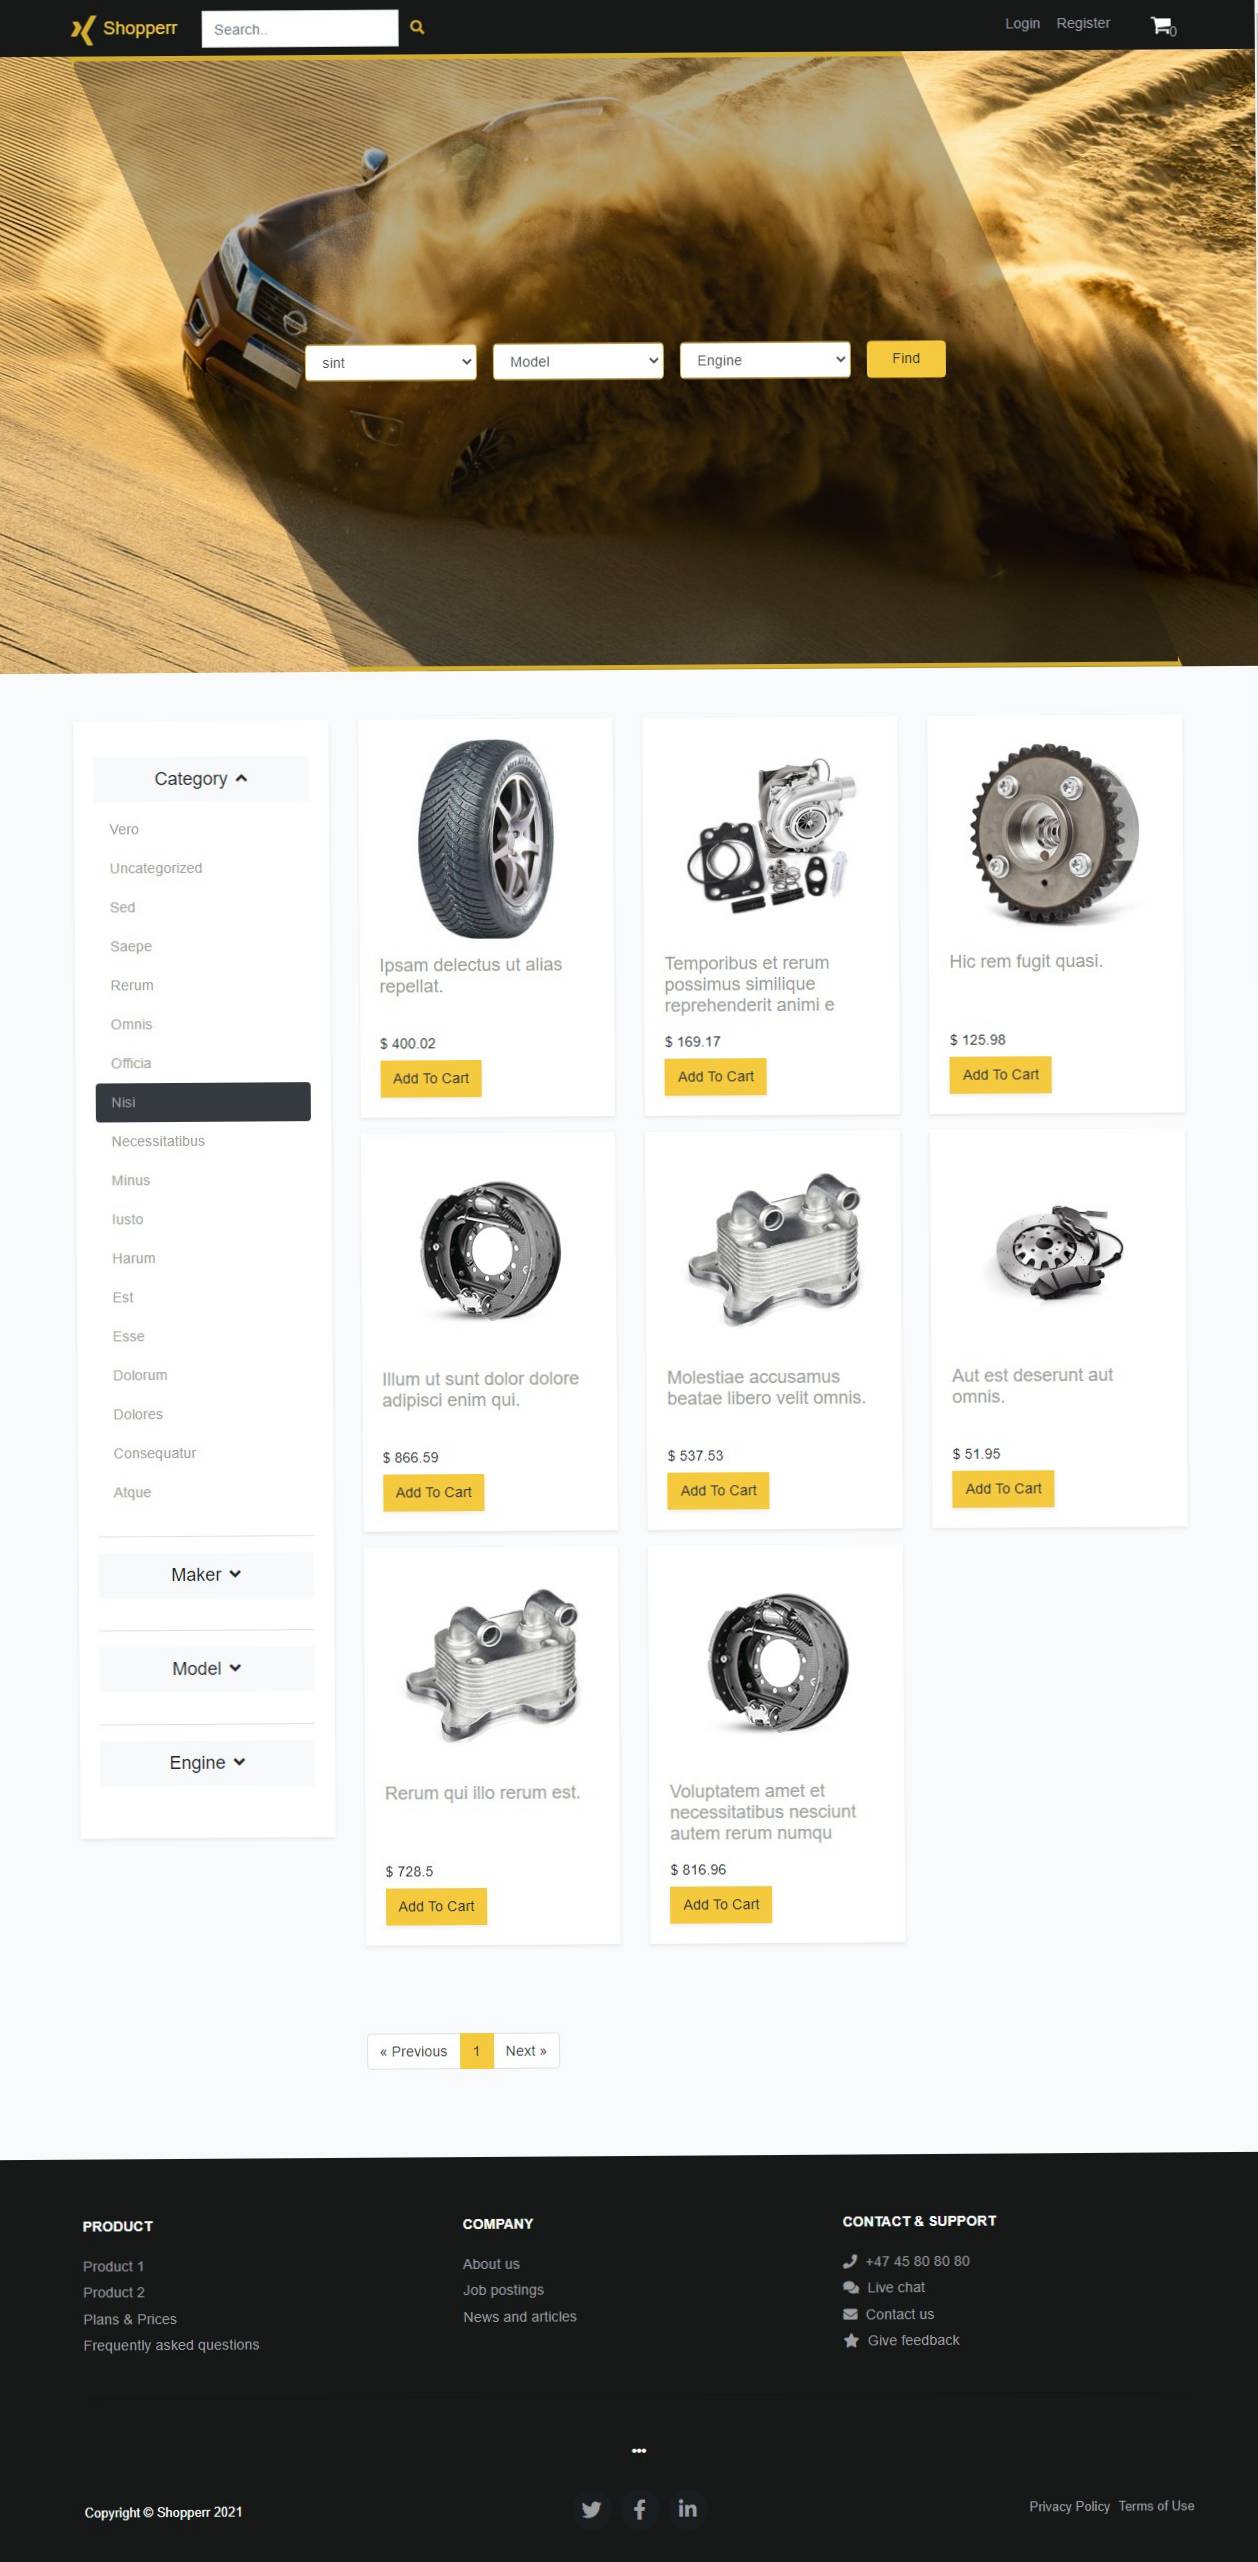 Shopperr
Search..
Login Register
0
sint
Model
Engine
Find
Category
Vero
Uncategorized
Sed
Saepe
Rerum
Omnis
Officia
Nisi
Necessitatibus
Minus
Iusto
Harum
Est
Esse
Dolorum
Dolores
Consequatur
Atque
Maker
Model
Engine
Ipsam delectus ut alias
repellat.
$ 400.02
Add To Cart
Temporibus et rerum
possimus similique
reprehenderit animi e
$ 169.17
Add To Cart
Hic rem fugit quasi.
$ 125.98
Add To Cart
Illum ut sunt dolor dolore
adipisci enim qui.
$ 866.59
Add To Cart
Molestiae accusamus
beatae libero velit omnis.
$ 537.53
Add To Cart
Aut est deserunt aut
omnis.
$ 51.95
Add To Cart
Rerum qui illo rerum est.
$ 728.5
Add To Cart
Voluptatem amet et
necessitatibus nesciunt
autem rerum numqu
$ 816.96
Add To Cart
« Previous 1 Next »
PRODUCT
Product 1
Product 2
Plans & Prices
Frequently asked questions
COMPANY
About us
Job postings
News and articles
CONTACT & SUPPORT
+47 45 80 80 80
Live chat
Contact us
Give feedback
•••
Copyright © Shopperr 2021
Privacy Policy Terms of Use